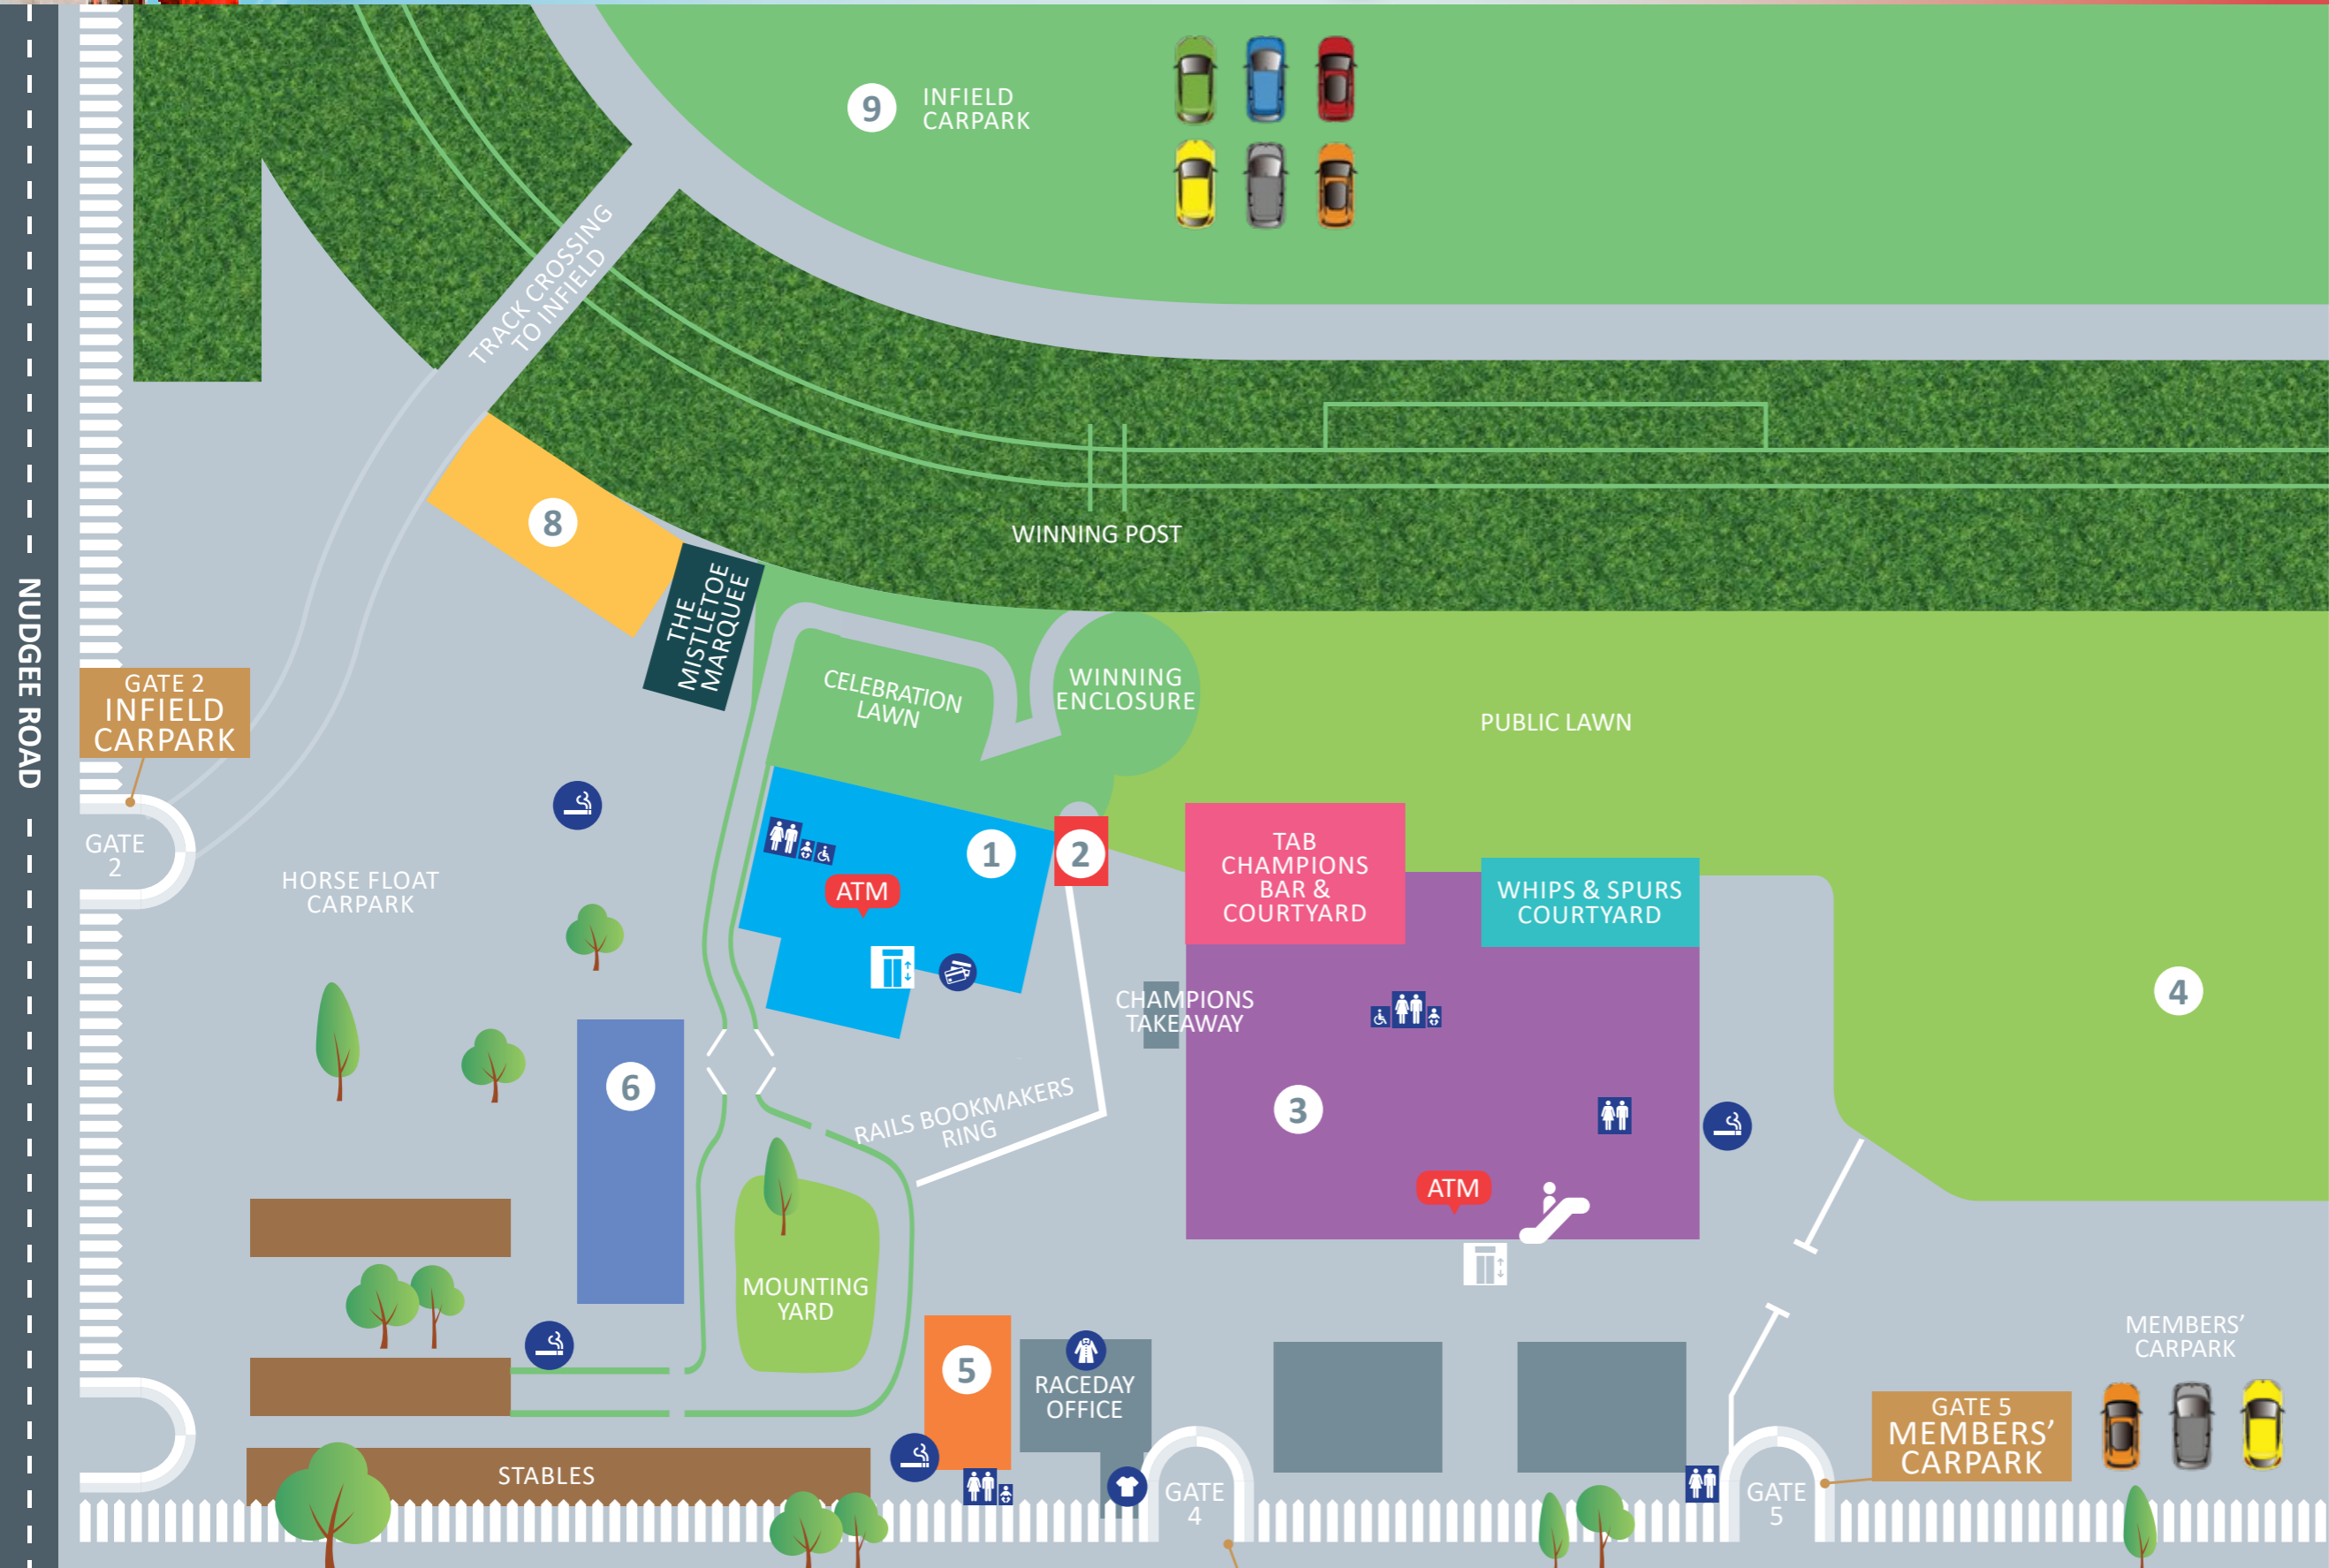 9
INFIELD
CARPARK
TRACK CROSSING
TO INFIELD
8
WINNING POST
THE
MISTLETOE
MARQUEE
NUDGEE ROAD
GATE 2
INFIELD
CARPARK
CELEBRATION
LAWN
WINNING
ENCLOSURE
PUBLIC LAWN
GATE
2
HORSE FLOAT
CARPARK
1
2
ATM
TAB
CHAMPIONS
BAR &
COURTYARD
WHIPS & SPURS
COURTYARD
CHAMPIONS
TAKEAWAY
4
6
RAILS BOOKMAKERS
RING
3
ATM
MOUNTING
YARD
5
RACEDAY
OFFICE
MEMBERS'
CARPARK
GATE 5
MEMBERS'
CARPARK
STABLES
GATE
4
GATE
5